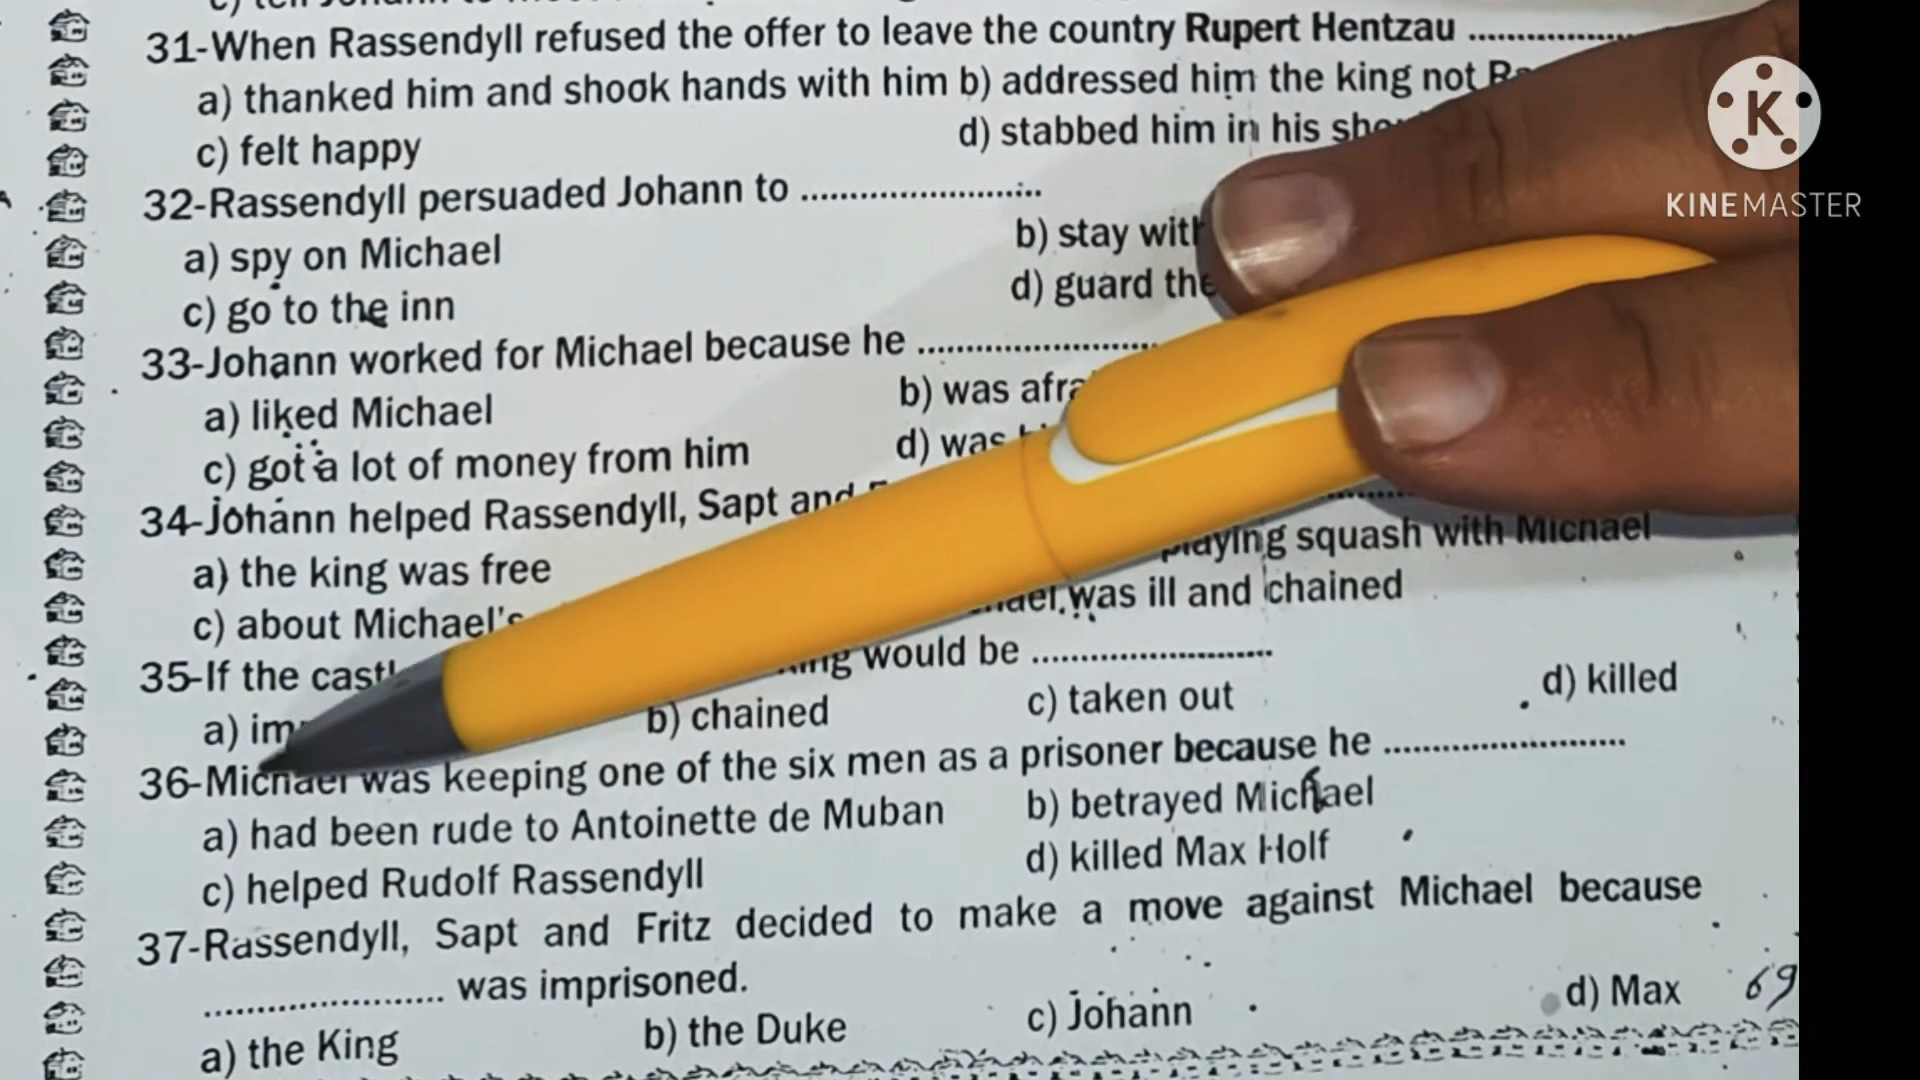 31-When Rassendyll refused the offer to leave the country Rupert Hentzau ..................
a) thanked him and shook hands with him b) addressed him the king not
c) felt happy d) stabbed him in his
32-Rassendyll persuaded Johann to ........................
a) spy on Michael b) stay with
c) go to the inn d) guard the
33-Johann worked for Michael because he ........................
a) liked Michael b) was
c) got a lot of money from him d) was
34-Johann helped Rassendyll, Sapt and
a) the king was free playing squash with Michael
c) about Michael's was ill and chained
35-If the would be ........................
a) b) chained c) taken out d) killed
36-Michael was keeping one of the six men as a prisoner because he ........................
a) had been rude to Antoinette de Muban b) betrayed Michael
c) helped Rudolf Rassendyll d) killed Max Holf
37-Rassendyll, Sapt and Fritz decided to make a move against Michael because
........................ was imprisoned.
a) the King b) the Duke c) Johann d) Max
69
K
KINEMASTER